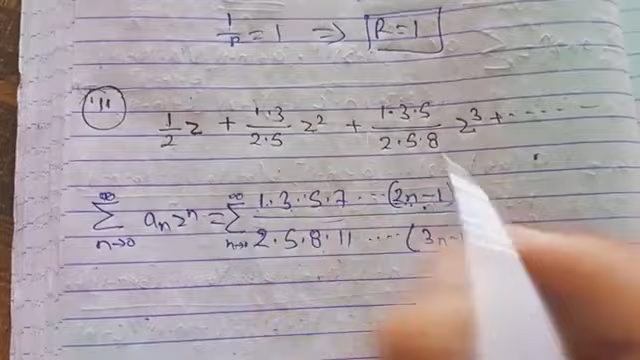 1/R = 1 ⇒ R = 1
"11 1/2 z + 1·3/2·5 z² + 1·3·5/2·5·8 z³ + ······
∞ Σ n→0 aₙzⁿ = ∞ Σ n→0 1·3·5·7 ···(2n-1) / 2·5·8·11 ···· (3n-1